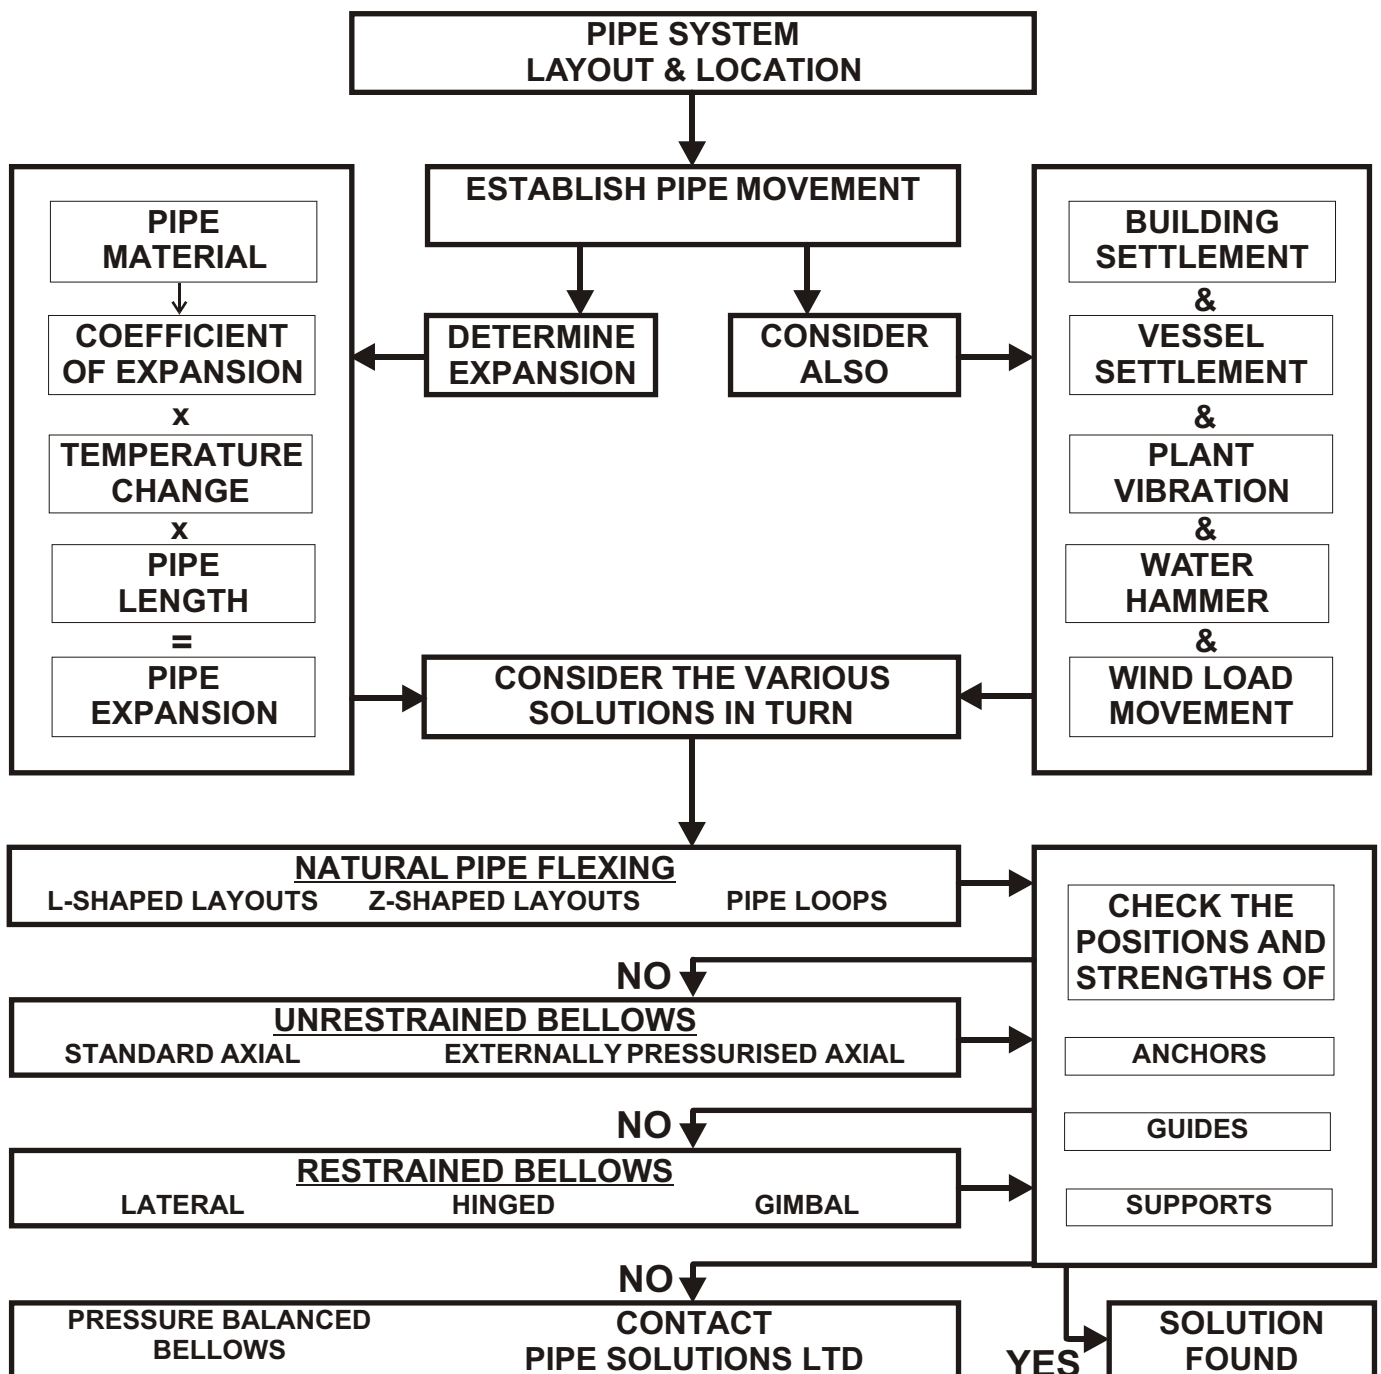 PIPE SYSTEM
LAYOUT & LOCATION
ESTABLISH PIPE MOVEMENT
PIPE
MATERIAL
COEFFICIENT
OF EXPANSION
x
TEMPERATURE
CHANGE
x
PIPE
LENGTH
=
PIPE
EXPANSION
DETERMINE
EXPANSION
CONSIDER
ALSO
BUILDING
SETTLEMENT
&
VESSEL
SETTLEMENT
&
PLANT
VIBRATION
&
WATER
HAMMER
&
WIND LOAD
MOVEMENT
CONSIDER THE VARIOUS
SOLUTIONS IN TURN
NATURAL PIPE FLEXING
L-SHAPED LAYOUTS Z-SHAPED LAYOUTS PIPE LOOPS
NO
UNRESTRAINED BELLOWS
STANDARD AXIAL EXTERNALLY PRESSURISED AXIAL
NO
RESTRAINED BELLOWS
LATERAL HINGED GIMBAL
NO
PRESSURE BALANCED
BELLOWS
CONTACT
PIPE SOLUTIONS LTD
CHECK THE
POSITIONS AND
STRENGTHS OF
ANCHORS
GUIDES
SUPPORTS
YES
SOLUTION
FOUND